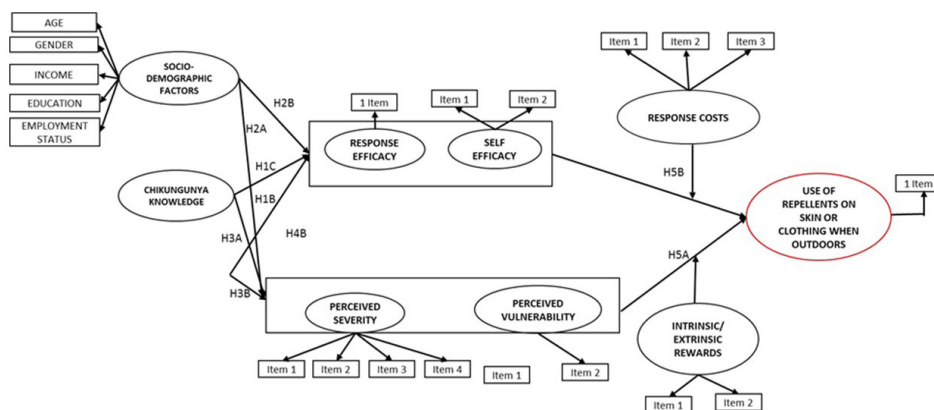 AGE
GENDER
INCOME
EDUCATION
EMPLOYMENT
STATUS
SOCIO-
DEMOGRAPHIC
FACTORS
CHIKUNGUNYA
KNOWLEDGE
H2B
H2A
H1C
H1B
H3A
H4B
H3B
1 Item
Item 1
Item 2
RESPONSE
EFFICACY
SELF
EFFICACY
PERCEIVED
SEVERITY
PERCEIVED
VULNERABILITY
Item 1
Item 2
Item 3
Item 4
Item 1
Item 2
Item 1
Item 2
Item 3
RESPONSE COSTS
H5B
H5A
USE OF
REPELLENTS ON
SKIN OR
CLOTHING WHEN
OUTDOORS
1 Item
INTRINSIC/
EXTRINSIC
REWARDS
Item 1
Item 2